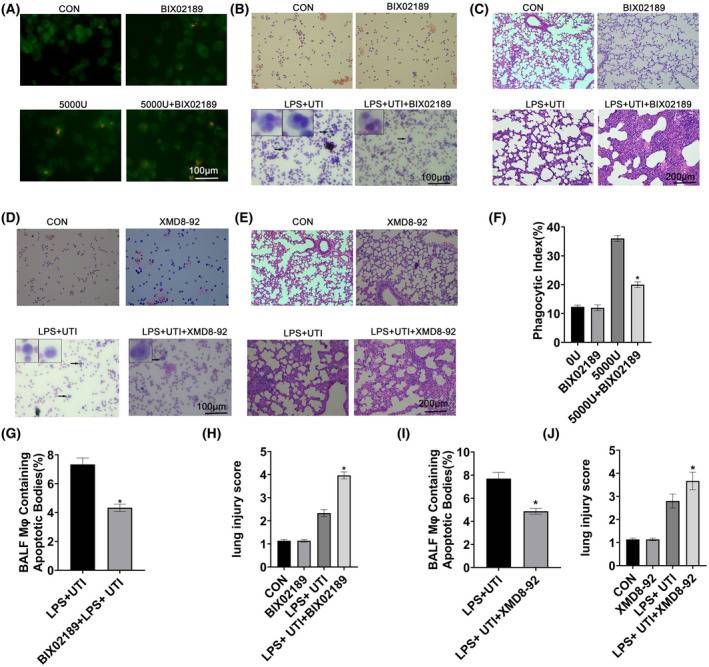 (A)
CON
BIX02189
5000U
5000U+BIX02189
100μm
(B)
CON
BIX02189
LPS+UTI
LPS+UTI+BIX02189
100μm
(C)
CON
BIX02189
LPS+UTI
LPS+UTI+BIX02189
200μm
(D)
CON
XMD8-92
LPS+UTI
LPS+UTI+XMD8-92
100μm
(E)
CON
XMD8-92
LPS+UTI
LPS+UTI+XMD8-92
200μm
(F)
Phagocytic Index(%)
40
30
20
10
0
*
0U
BIX02189
5000U
5000U+BIX02189
(G)
BALF Mφ Containing
Apoptotic Bodies(%)
10
8
6
4
2
0
*
LPS+UTI
BIX02189+LPS+ UTI
(H)
lung injury score
5
4
3
2
1
0
*
CON
BIX02189
LPS+ UTI
LPS+ UTI+BIX02189
(I)
BALF Mφ Containing
Apoptotic Bodies(%)
10
8
6
4
2
0
*
LPS+UTI
LPS+ UTI+XMD8-92
(J)
lung injury score
5
4
3
2
1
0
*
CON
XMD8-92
LPS+ UTI
LPS+ UTI+XMD8-92